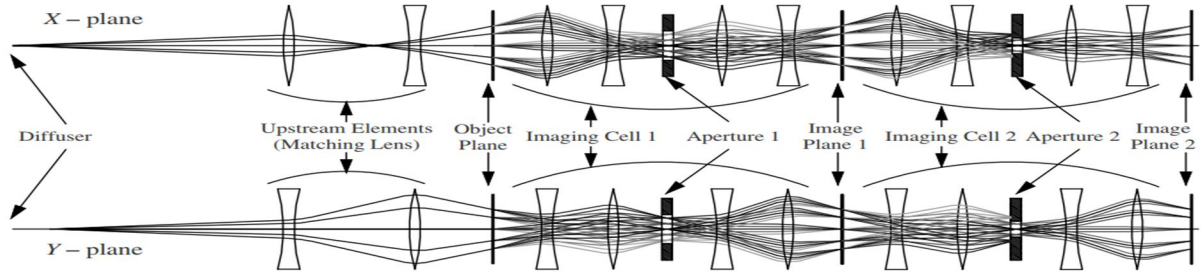 X – plane
Diffuser
Upstream Elements
(Matching Lens)
Object
Plane
Imaging Cell 1
Aperture 1
Image
Plane 1
Imaging Cell 2
Aperture 2
Image
Plane 2
Y – plane